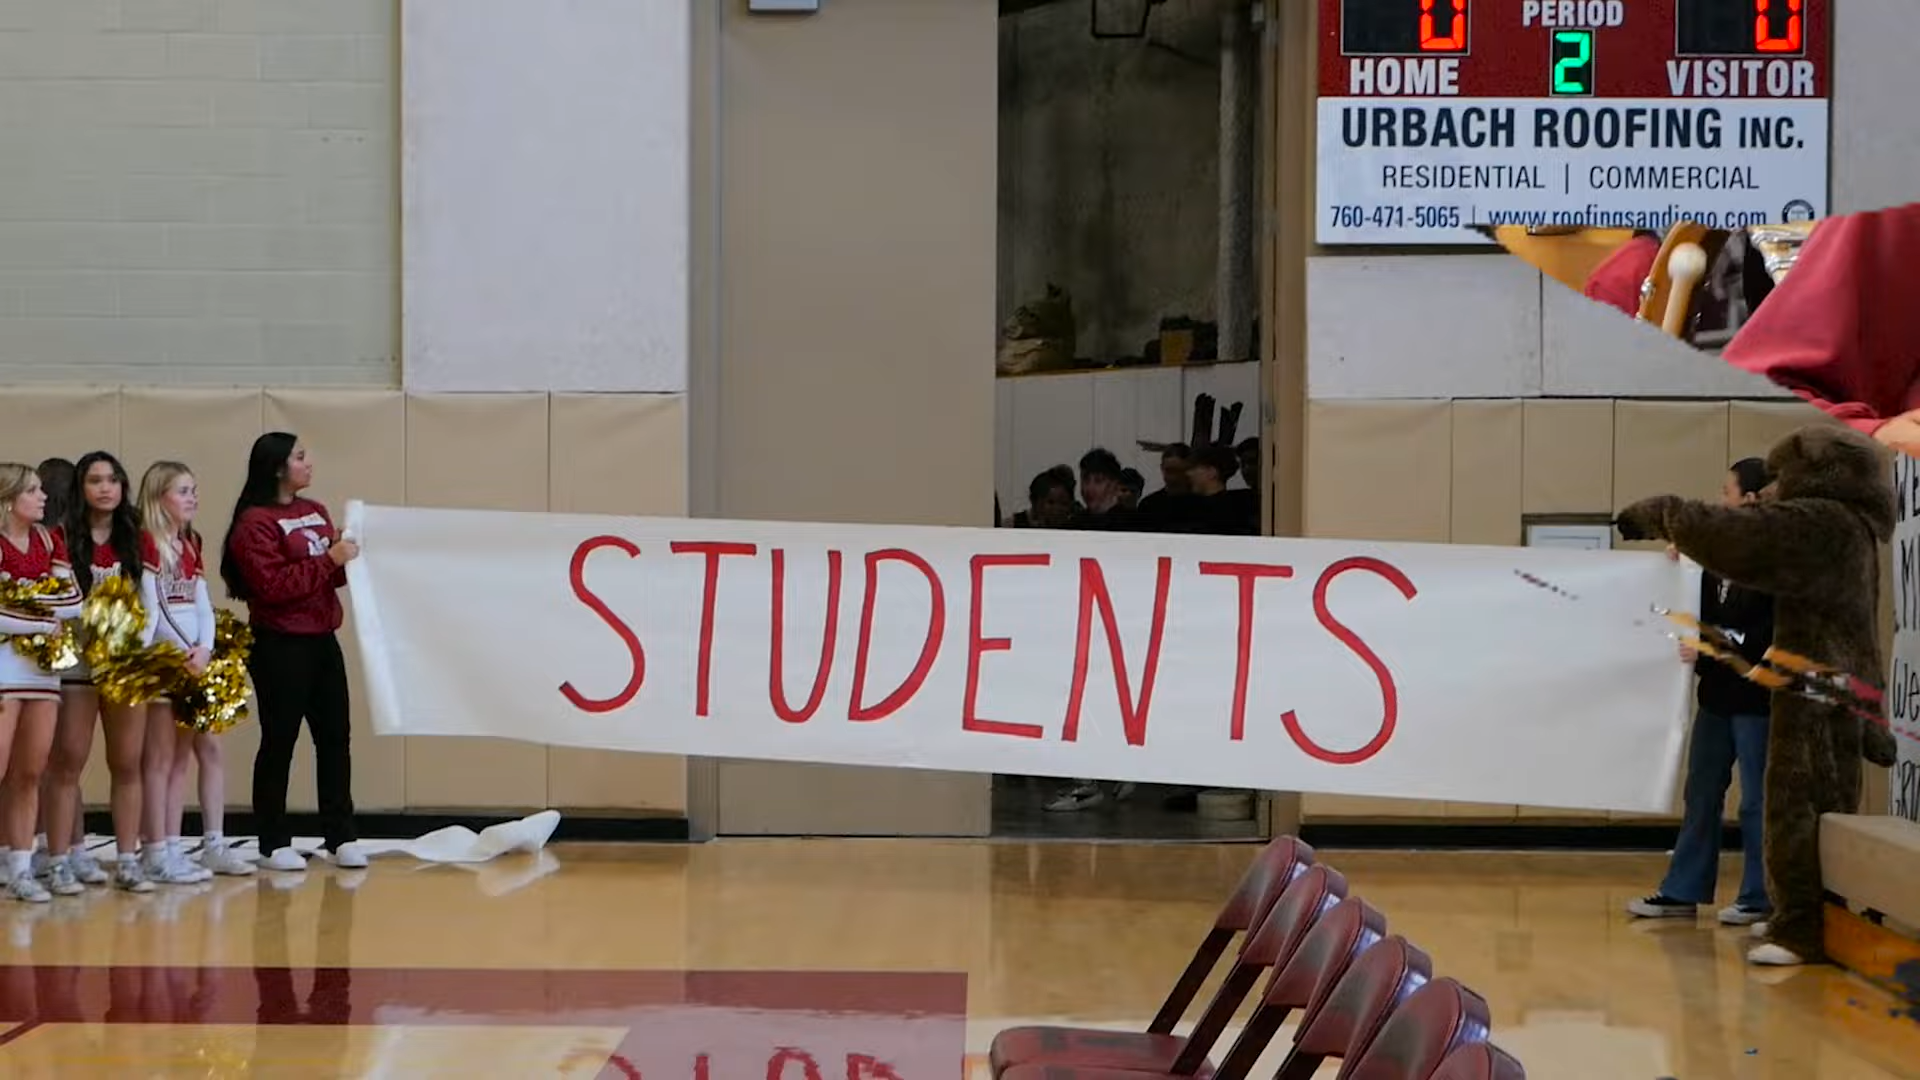 0 PERIOD 0
HOME 2 VISITOR
URBACH ROOFING INC.
RESIDENTIAL | COMMERCIAL
760-471-5065 | www.roofingsandiego.com
STUDENTS